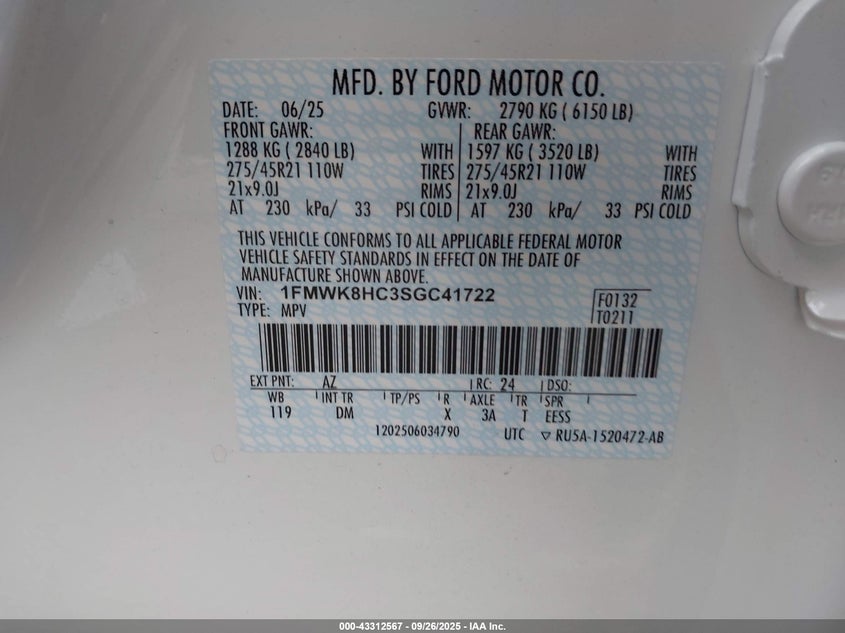 MFD. BY FORD MOTOR CO.
DATE: 06/25 GVWR: 2790 KG ( 6150 LB)
FRONT GAWR: REAR GAWR:
1288 KG ( 2840 LB) WITH 1597 KG ( 3520 LB) WITH
275/45R21 110W TIRES 275/45R21 110W TIRES
21x9.0J RIMS 21x9.0J RIMS
AT 230 kPa/ 33 PSI COLD AT 230 kPa/ 33 PSI COLD
THIS VEHICLE CONFORMS TO ALL APPLICABLE FEDERAL MOTOR
VEHICLE SAFETY STANDARDS IN EFFECT ON THE DATE OF
MANUFACTURE SHOWN ABOVE.
VIN: 1FMWK8HC3SGC41722 F0132
TYPE: MPV T0211
EXT PNT: AZ RC: 24 DSO:
WB INT TR TP/PS R AXLE TR SPR
119 DM X 3A T EESS
1202506034790 UTC ▽ RU5A-1520472-AB
000-43312567 - 09/26/2025 - IAA Inc.